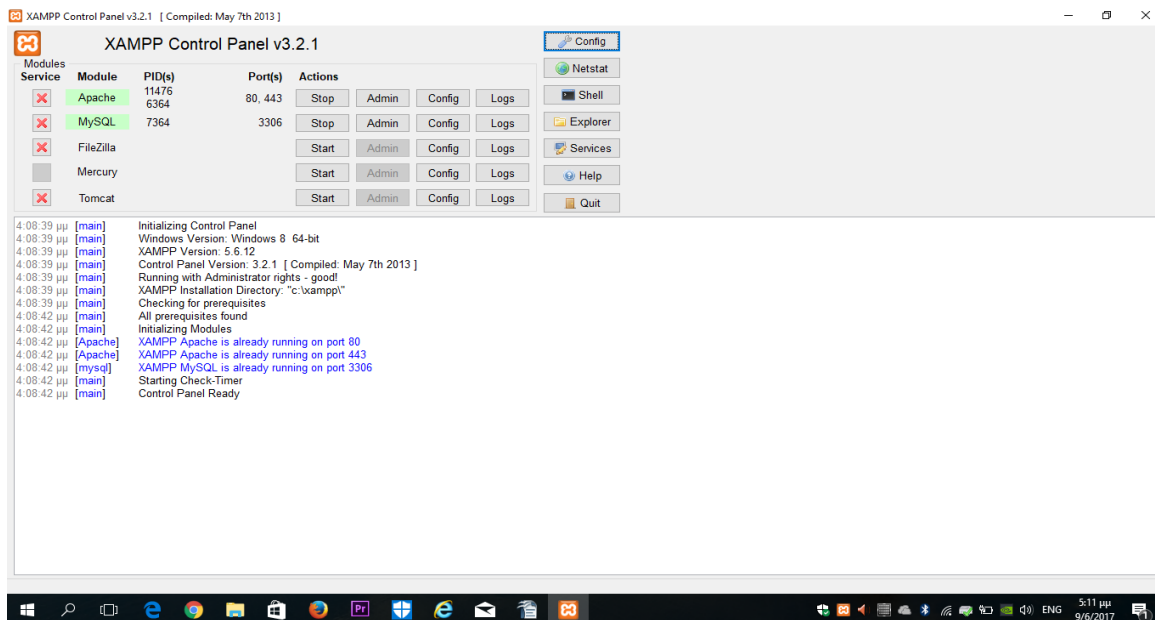 XAMPP Control Panel v3.2.1 [ Compiled: May 7th 2013 ]
XAMPP Control Panel v3.2.1
Config
Modules
Service Module PID(s) Port(s) Actions
Netstat
Apache 11476 6364 80, 443 Stop Admin Config Logs
Shell
MySQL 7364 3306 Stop Admin Config Logs
Explorer
FileZilla Start Admin Config Logs
Services
Mercury Start Admin Config Logs
Help
Tomcat Start Admin Config Logs
Quit
4:08:39 μμ [main] Initializing Control Panel
4:08:39 μμ [main] Windows Version: Windows 8 64-bit
4:08:39 μμ [main] XAMPP Version: 5.6.12
4:08:39 μμ [main] Control Panel Version: 3.2.1 [ Compiled: May 7th 2013 ]
4:08:39 μμ [main] Running with Administrator rights - good!
4:08:39 μμ [main] XAMPP Installation Directory: "c:\xampp\"
4:08:39 μμ [main] Checking for prerequisites
4:08:42 μμ [main] All prerequisites found
4:08:42 μμ [main] Initializing Modules
4:08:42 μμ [Apache] XAMPP Apache is already running on port 80
4:08:42 μμ [Apache] XAMPP Apache is already running on port 443
4:08:42 μμ [mysql] XAMPP MySQL is already running on port 3306
4:08:42 μμ [main] Starting Check-Timer
4:08:42 μμ [main] Control Panel Ready
Pr
ENG
5:11 μμ
9/6/2017